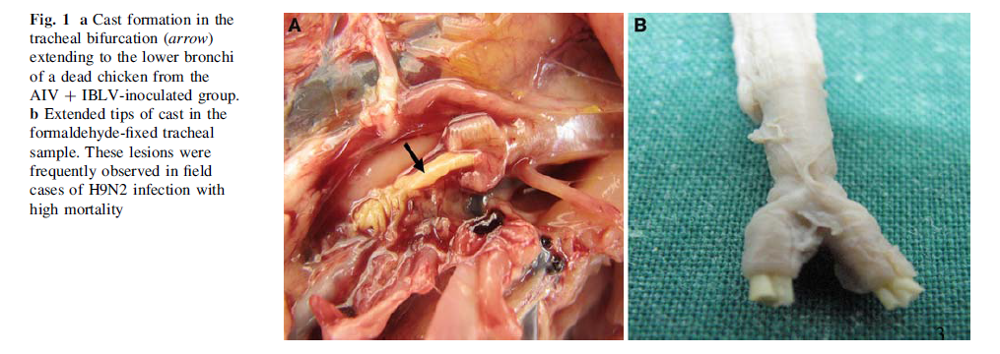 Fig. 1 a Cast formation in the
tracheal bifurcation (arrow)
extending to the lower bronchi
of a dead chicken from the
AIV + IBLV-inoculated group.
b Extended tips of cast in the
formaldehyde-fixed tracheal
sample. These lesions were
frequently observed in field
cases of H9N2 infection with
high mortality
A
B
3